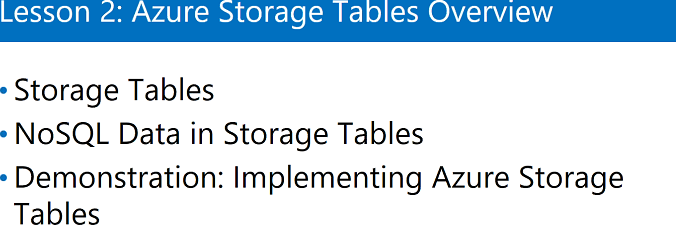 Lesson 2: Azure Storage Tables Overview
• Storage Tables
• NoSQL Data in Storage Tables
• Demonstration: Implementing Azure Storage
Tables